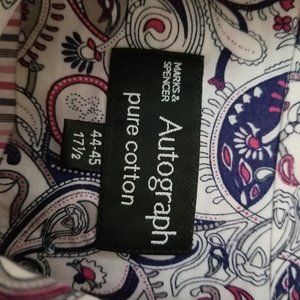 MARKS &
SPENCER
Autograph
pure cotton
44-45
17½